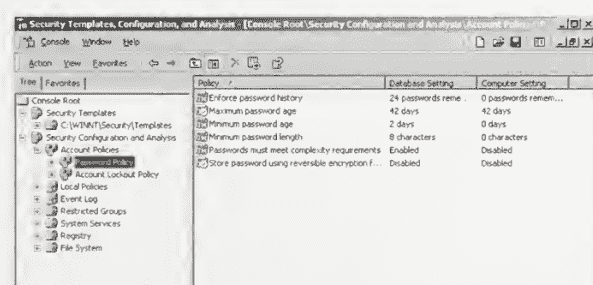 Security Templates, Configuration, and Analysis - [Console Root\Security Configuration and Analysis\Account Polic
Console Window Help
Action View Favorites
Tree Favorites
Policy Database Setting Computer Setting
Console Root
Security Templates
C:\WINNT\Security\Templates
Security Configuration and Analysis
Account Policies
Password Policy
Account Lockout Policy
Local Policies
Event Log
Restricted Groups
System Services
Registry
File System
Enforce password history 24 passwords reme... 0 passwords remem...
Maximum password age 42 days 42 days
Minimum password age 2 days 0 days
Minimum password length 8 characters 0 characters
Passwords must meet complexity requirements Enabled Disabled
Store password using reversible encryption f... Disabled Disabled